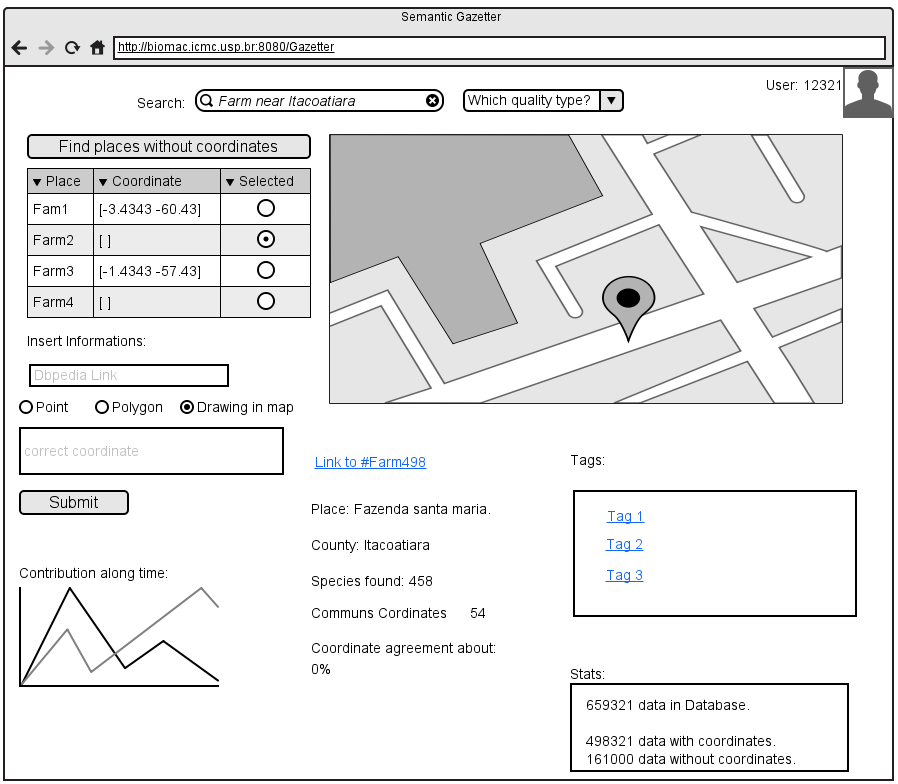 Semantic Gazetter
http://biomac.icmc.usp.br:8080/Gazetter
User: 12321
Search: Farm near Itacoatiara Which quality type?
Find places without coordinates
Place Coordinate Selected
Fam1 [-3.4343 -60.43]
Farm2 [ ]
Farm3 [-1.4343 -57.43]
Farm4 [ ]
Insert Informations:
Dbpedia Link
Point Polygon Drawing in map
correct coordinate
Submit
Contribution along time:
Link to #Farm498
Place: Fazenda santa maria.
County: Itacoatiara
Species found: 458
Communs Cordinates 54
Coordinate agreement about:
0%
Tags:
Tag 1
Tag 2
Tag 3
Stats:
659321 data in Database.
498321 data with coordinates.
161000 data without coordinates.